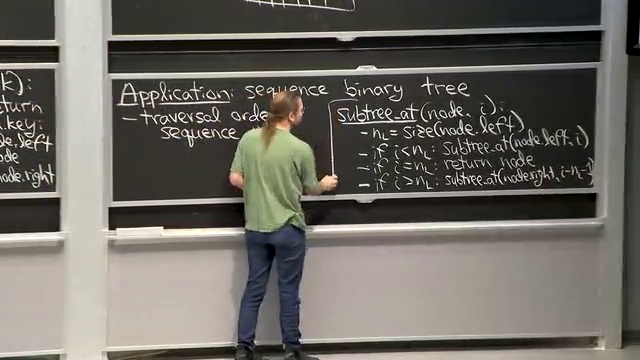 k):
return
.key:
e.left
node
node.right
Application: sequence binary tree
- traversal order
sequence
subtree_at(node, i):
- nL = size(node.left)
- if i < nL: subtree_at(node.left, i)
- if i = nL: return node
- if i > nL: subtree_at(node.right, i-nL-1)